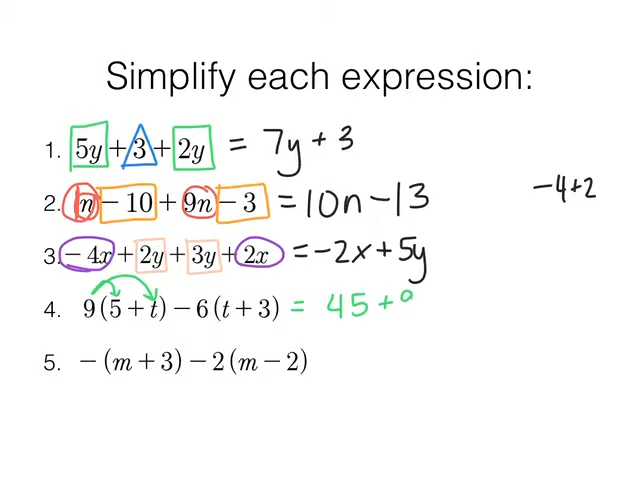 Simplify each expression:
1. 5y + 3 + 2y = 7y + 3
2. n − 10 + 9n − 3 = 10n − 13
−4+2
3. −4x + 2y + 3y + 2x = −2x + 5y
4. 9(5 + t) − 6(t + 3) = 45 +
5. −(m + 3) − 2(m − 2)